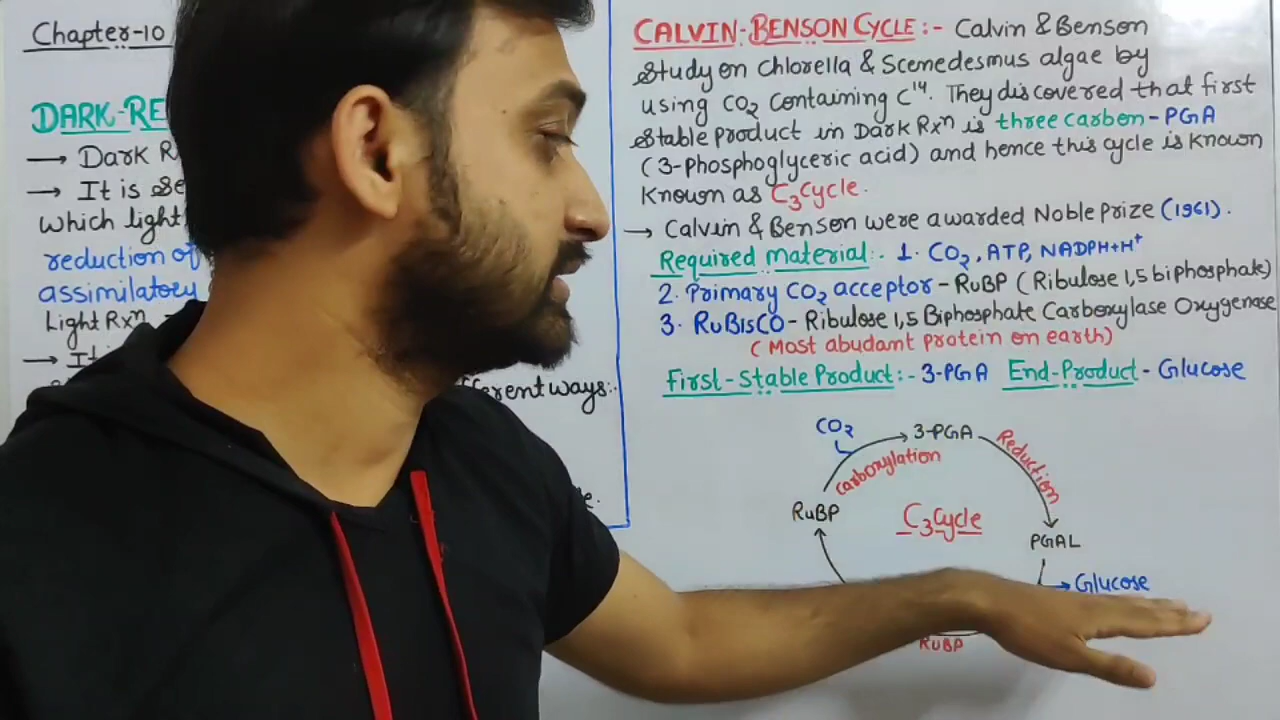 Chapter-10
DARK-RE
→ Dark R
→ It is Se
which light
reduction of
assimilatory
Light Rxⁿ
→ It
fferent ways:-
e.
CALVIN-BENSON CYCLE:- Calvin & Benson
Study on Chlorella & Scenedesmus algae by
using CO₂ containing C¹⁴. They discovered that first
Stable Product in Dark Rxⁿ is three carbon-PGA
(3-Phosphoglyceric acid) and hence this cycle is known
Known as C₃cycle.
→ Calvin & Benson were awarded Noble Prize (1961).
Required material:- 1. CO₂, ATP, NADPH+H⁺
2. Primary CO₂ acceptor - RuBP (Ribulose 1,5 biphosphate)
3. RuBisCO - Ribulose 1,5 Biphosphate Carboxylase Oxygenase
(Most abudant protein on earth)
First-Stable Product:- 3-PGA End-Product - Glucose
CO₂
3-PGA
Carboxylation
Reduction
RuBP
C₃Cycle
PGAL
Glucose
RuBP